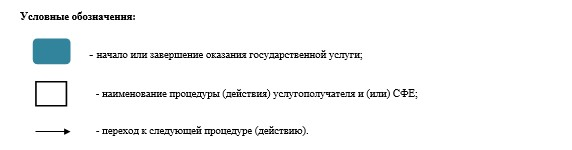 Условные обозначения:
- начало или завершение оказания государственной услуги;
- наименование процедуры (действия) услугополучателя и (или) СФЕ;
- переход к следующей процедуре (действию).